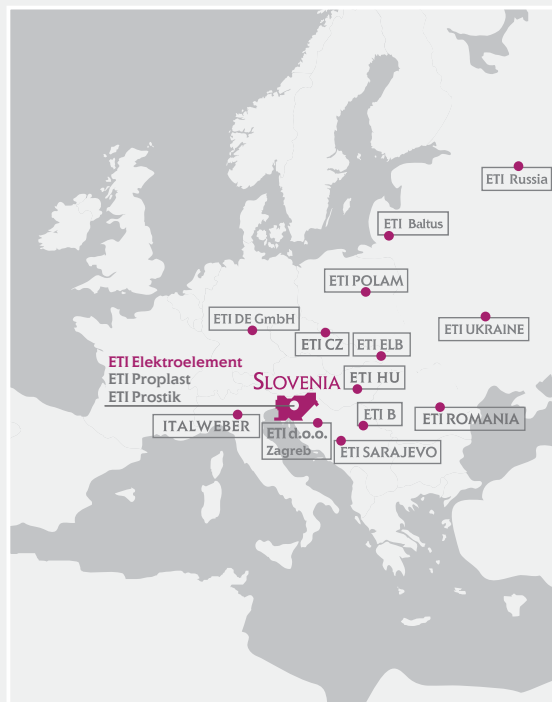 ETI Russia
ETI Baltus
ETI POLAM
ETI DE GmbH
ETI UKRAINE
ETI CZ
ETI ELB
ETI Elektroelement
ETI Proplast
ETI Prostik
SLOVENIA
ETI HU
ETI B
ETI ROMANIA
ITALWEBER
ETI d.o.o.
Zagreb
ETI SARAJEVO